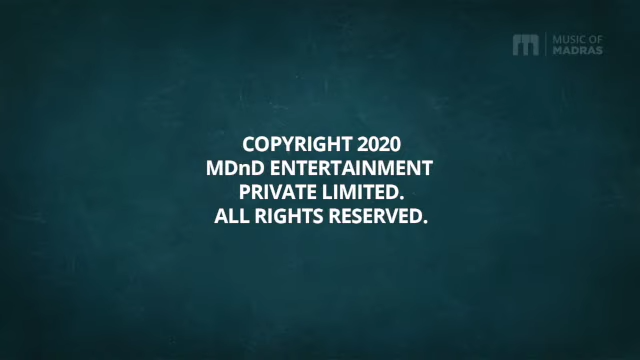 MUSIC OF
MADRAS
COPYRIGHT 2020
MDnD ENTERTAINMENT
PRIVATE LIMITED.
ALL RIGHTS RESERVED.